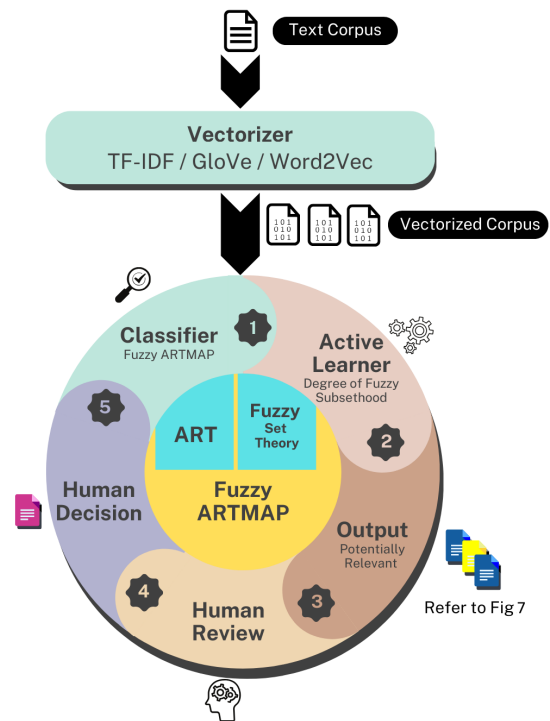 Text Corpus
Vectorizer
TF-IDF / GloVe / Word2Vec
101
010
101
101
010
101
101
010
101
Vectorized Corpus
Classifier
Fuzzy ARTMAP
1
Active
Learner
Degree of Fuzzy
Subsethood
2
5
ART
Fuzzy
Set
Theory
Human
Decision
Fuzzy
ARTMAP
Output
Potentially
Relevant
Refer to Fig 7
4
Human
Review
3